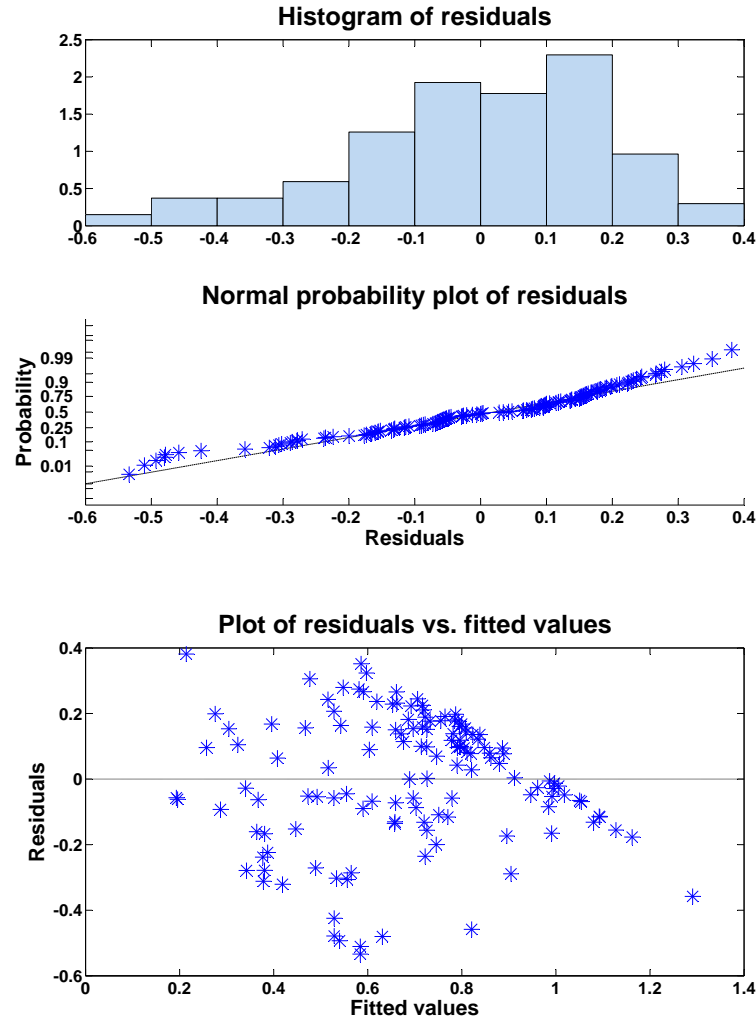 Histogram of residuals
2.5
2
1.5
1
0.5
0
-0.6 -0.5 -0.4 -0.3 -0.2 -0.1 0 0.1 0.2 0.3 0.4
Normal probability plot of residuals
0.99
0.9
0.75
0.5
0.25
0.1
0.01
Probability
-0.6 -0.5 -0.4 -0.3 -0.2 -0.1 0 0.1 0.2 0.3 0.4
Residuals
Plot of residuals vs. fitted values
0.4
0.2
0
-0.2
-0.4
-0.6
Residuals
0 0.2 0.4 0.6 0.8 1 1.2 1.4
Fitted values